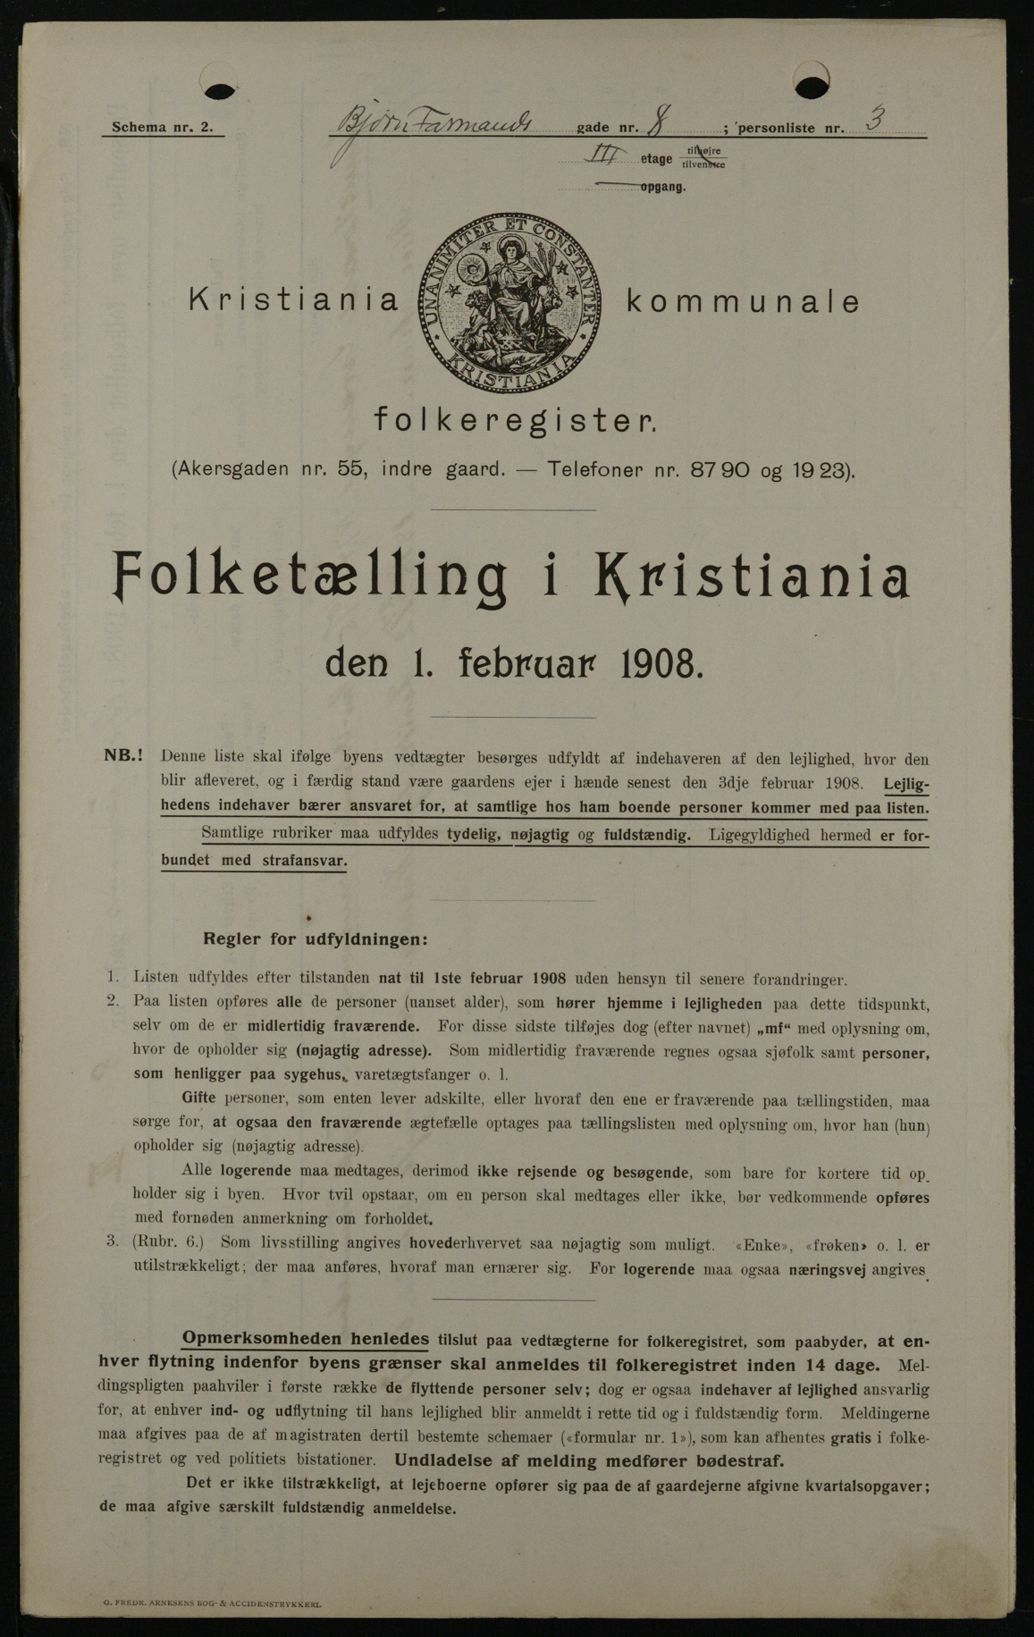 Schema nr. 2.
Bjørn Farmands gade nr. 8 ; personliste nr. 3
III etage tilhøjre
tilvenstre
opgang.
UNANIMITER ET CONSTANTER
KRISTIANIA
Kristiania kommunale
folkeregister.
(Akersgaden nr. 55, indre gaard. — Telefoner nr. 8790 og 1923).
Folketælling i Kristiania
den 1. februar 1908.
NB.! Denne liste skal ifølge byens vedtægter besørges udfyldt af indehaveren af den lejlighed, hvor den
blir afleveret, og i færdig stand være gaardens ejer i hænde senest den 3dje februar 1908. Lejlig-
hedens indehaver bærer ansvaret for, at samtlige hos ham boende personer kommer med paa listen.
Samtlige rubriker maa udfyldes tydelig, nøjagtig og fuldstændig. Ligegyldighed hermed er for-
bundet med strafansvar.
Regler for udfyldningen:
1. Listen udfyldes efter tilstanden nat til 1ste februar 1908 uden hensyn til senere forandringer.
2. Paa listen opføres alle de personer (uanset alder), som hører hjemme i lejligheden paa dette tidspunkt,
selv om de er midlertidig fraværende. For disse sidste tilføjes dog (efter navnet) „mf“ med oplysning om,
hvor de opholder sig (nøjagtig adresse). Som midlertidig fraværende regnes ogsaa sjøfolk samt personer,
som henligger paa sygehus, varetægtsfanger o. l.
Gifte personer, som enten lever adskilte, eller hvoraf den ene er fraværende paa tællingstiden, maa
sørge for, at ogsaa den fraværende ægtefælle optages paa tællingslisten med oplysning om, hvor han (hun)
opholder sig (nøjagtig adresse).
Alle logerende maa medtages, derimod ikke rejsende og besøgende, som bare for kortere tid op-
holder sig i byen. Hvor tvil opstaar, om en person skal medtages eller ikke, bør vedkommende opføres
med fornøden anmerkning om forholdet.
3. (Rubr. 6.) Som livsstilling angives hovederhvervet saa nøjagtig som muligt. «Enke», «frøken» o. l. er
utilstrækkeligt; der maa anføres, hvoraf man ernærer sig. For logerende maa ogsaa næringsvej angives.
Opmerksomheden henledes tilslut paa vedtægterne for folkeregistret, som paabyder, at en-
hver flytning indenfor byens grænser skal anmeldes til folkeregistret inden 14 dage. Mel-
dingspligten paahviler i første række de flyttende personer selv; dog er ogsaa indehaver af lejlighed ansvarlig
for, at enhver ind- og udflytning til hans lejlighed blir anmeldt i rette tid og i fuldstændig form. Meldingerne
maa afgives paa de af magistraten dertil bestemte schemaer («formular nr. 1»), som kan afhentes gratis i folke-
registret og ved politiets bistationer. Undladelse af melding medfører bødestraf.
Det er ikke tilstrækkeligt, at lejeboerne opfører sig paa de af gaardejerne afgivne kvartalsopgaver;
de maa afgive særskilt fuldstændig anmeldelse.
O. FREDR. ARNESENS BOG- & ACCIDENSTRYKKERI.